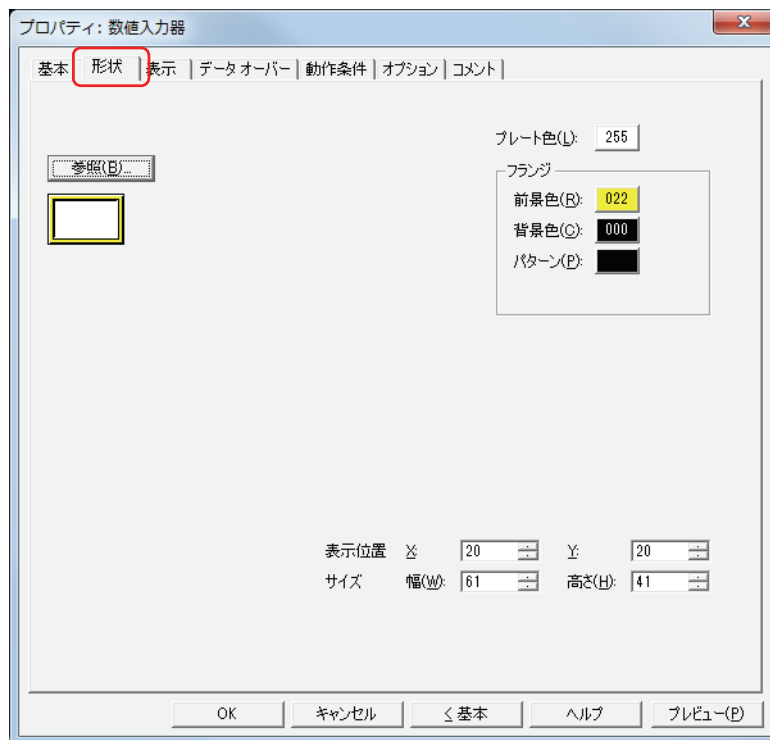 プロパティ: 数値入力器
x
基本 形状 表示 データ オーバー 動作条件 オプション コメント
プレート色(L): 255
参照(B)...
フランジ
前景色(R): 022
背景色(C): 000
パターン(P):
表示位置 X: 20 Y: 20
サイズ 幅(W): 61 高さ(H): 41
OK キャンセル < 基本 ヘルプ プレビュー(P)